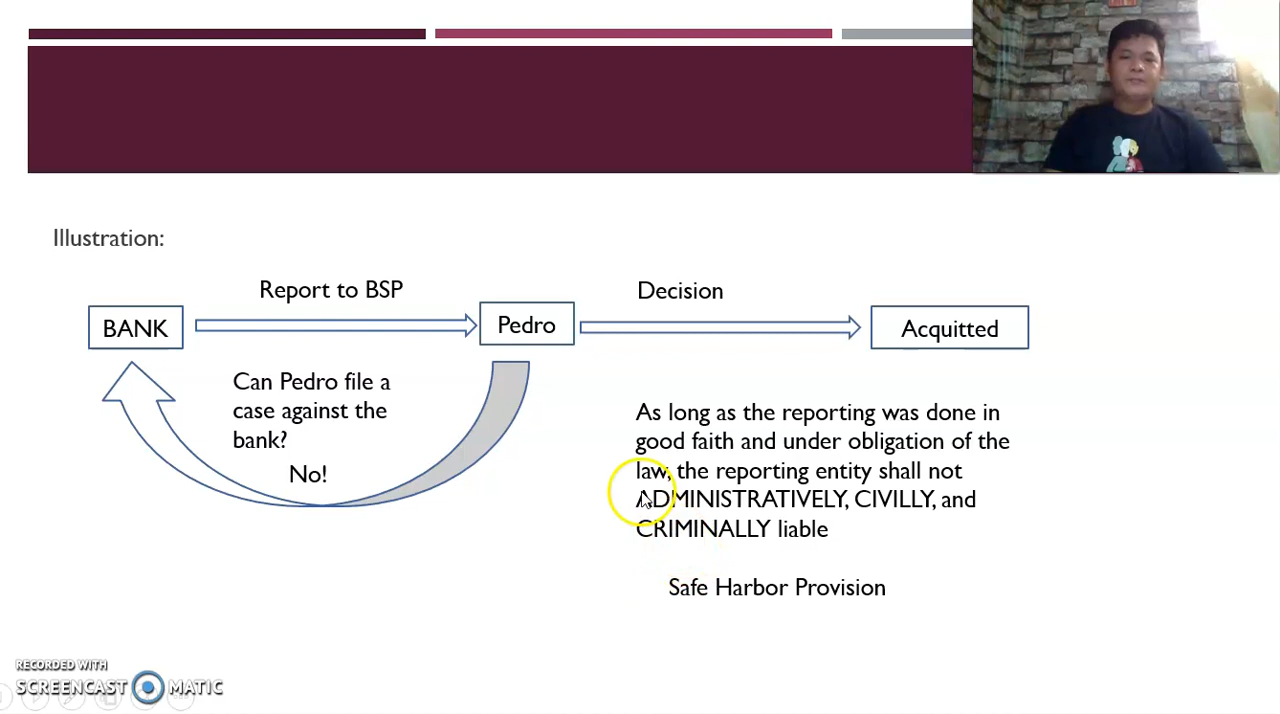 Illustration:
Report to BSP
Decision
BANK
Pedro
Acquitted
Can Pedro file a
case against the
bank?
No!
As long as the reporting was done in
good faith and under obligation of the
law, the reporting entity shall not
ADMINISTRATIVELY, CIVILLY, and
CRIMINALLY liable
Safe Harbor Provision
RECORDED WITH
SCREENCAST MATIC